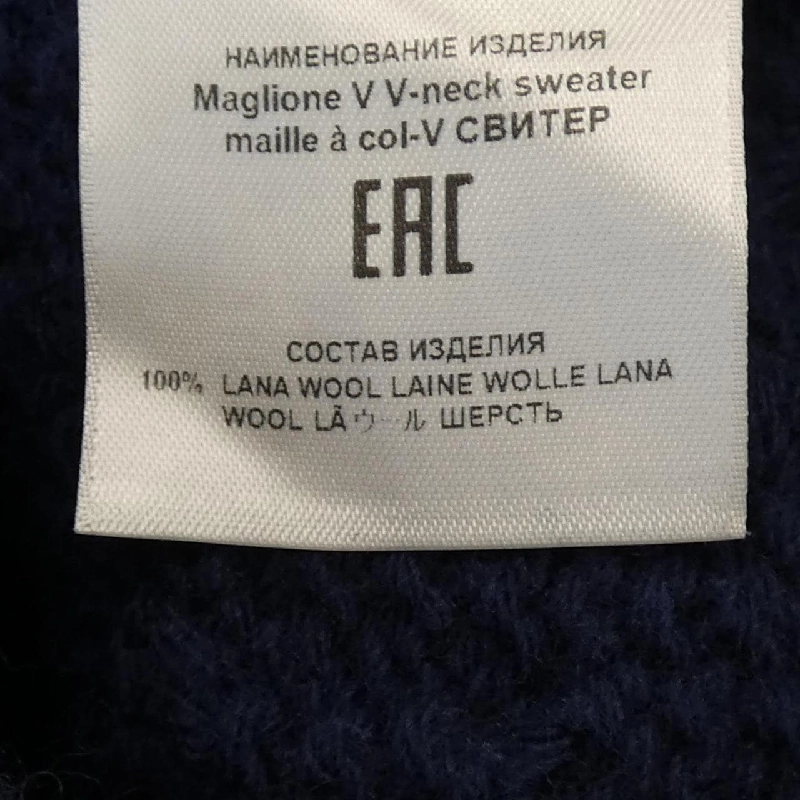 НАИМЕНОВАНИЕ ИЗДЕЛИЯ
Maglione V V-neck sweater
maille à col-V СВИТЕР
EAC
СОСТАВ ИЗДЕЛИЯ
100% LANA WOOL LAINE WOLLE LANA
WOOL LÃ ウール ШЕРСТЬ